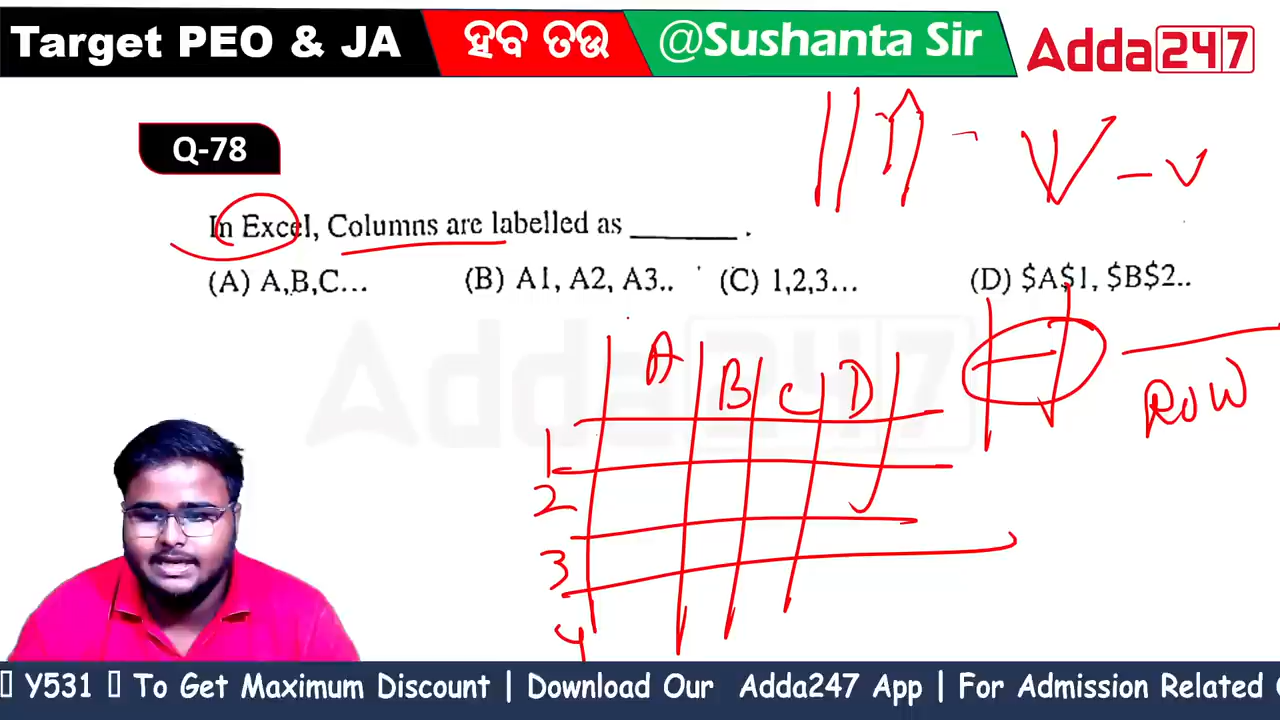 Target PEO & JA
ହବ ତଉ
@Sushanta Sir
Adda247
Q-78
In Excel, Columns are labelled as ________ .
(A) A,B,C... (B) A1, A2, A3.. (C) 1,2,3... (D) $A$1, $B$2..
A B C D
ROW
1
2
3
4
Adda247
Y531 To Get Maximum Discount | Download Our Adda247 App | For Admission Related